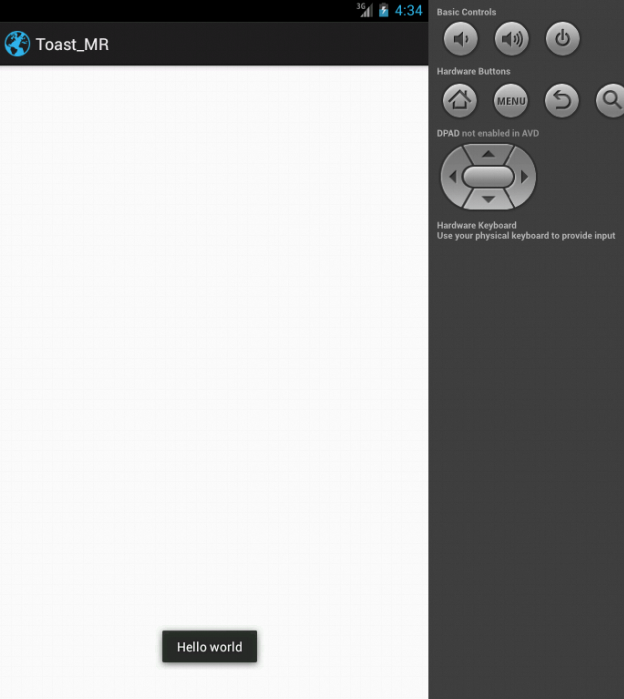 3G
4:34
Toast_MR
Hello world
Basic Controls
Hardware Buttons
MENU
DPAD not enabled in AVD
Hardware Keyboard
Use your physical keyboard to provide input